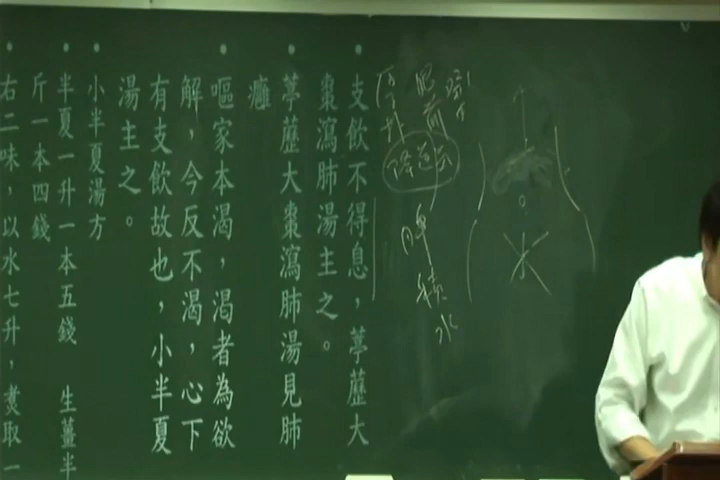 水
積水
支飲不得息，葶藶大
棗瀉肺湯主之。
葶藶大棗瀉肺湯見肺
癰
嘔家本渴，渴者為欲
解，今反不渴，心下
有支飲故也，小半夏
湯主之。
小半夏湯方
半夏一升一本五錢 生薑半
斤一本四錢
右二味，以水七升，煑取一